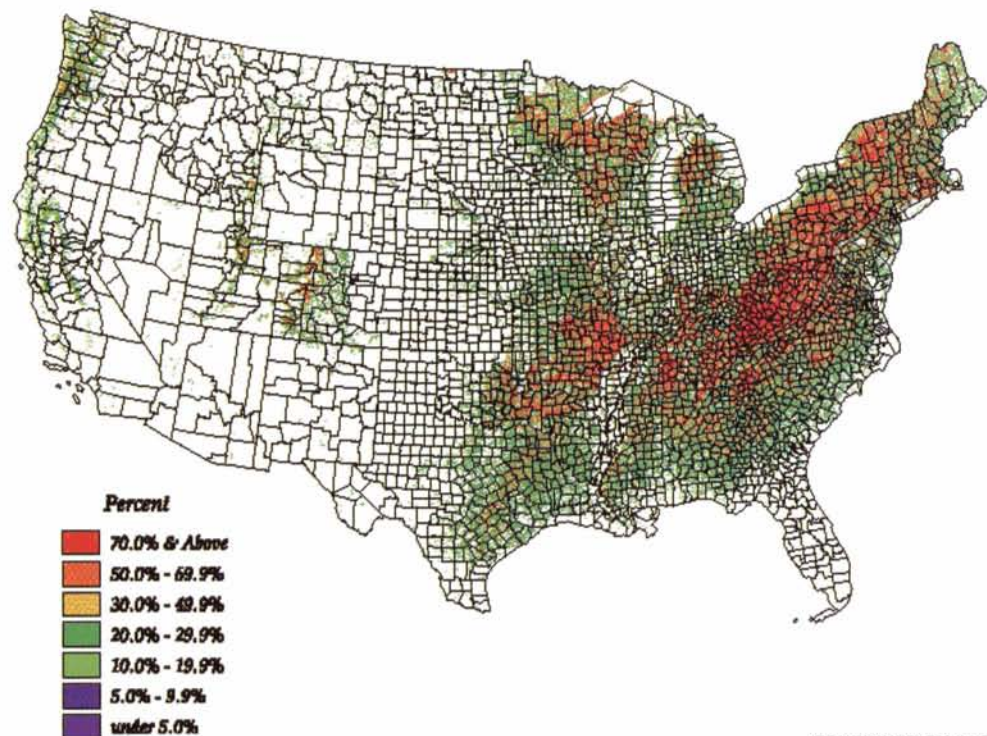 Percent
70.0% & Above
50.0% - 69.9%
30.0% - 49.9%
20.0% - 29.9%
10.0% - 19.9%
5.0% - 9.9%
under 5.0%